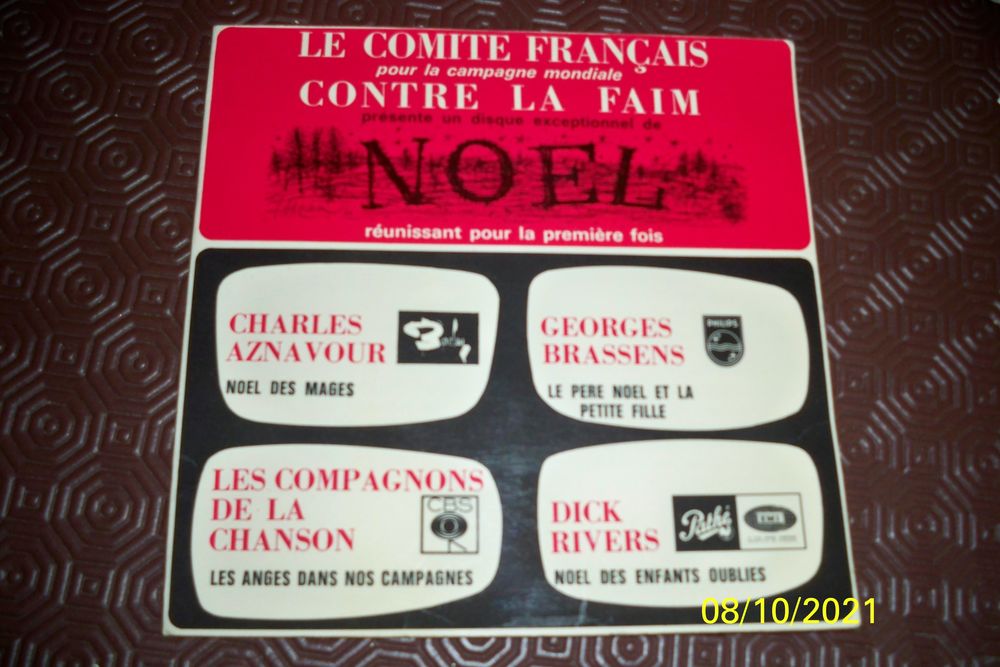 LE COMITE FRANÇAIS
pour la campagne mondiale
CONTRE LA FAIM
présente un disque exceptionnel de
NOEL
réunissant pour la première fois
CHARLES
AZNAVOUR
Barclay
NOEL DES MAGES
GEORGES
BRASSENS
PHILIPS
LE PERE NOEL ET LA
PETITE FILLE
LES COMPAGNONS
DE LA
CHANSON
CBS
LES ANGES DANS NOS CAMPAGNES
DICK
RIVERS
Pathé
EMI
NOEL DES ENFANTS OUBLIES
08/10/2021